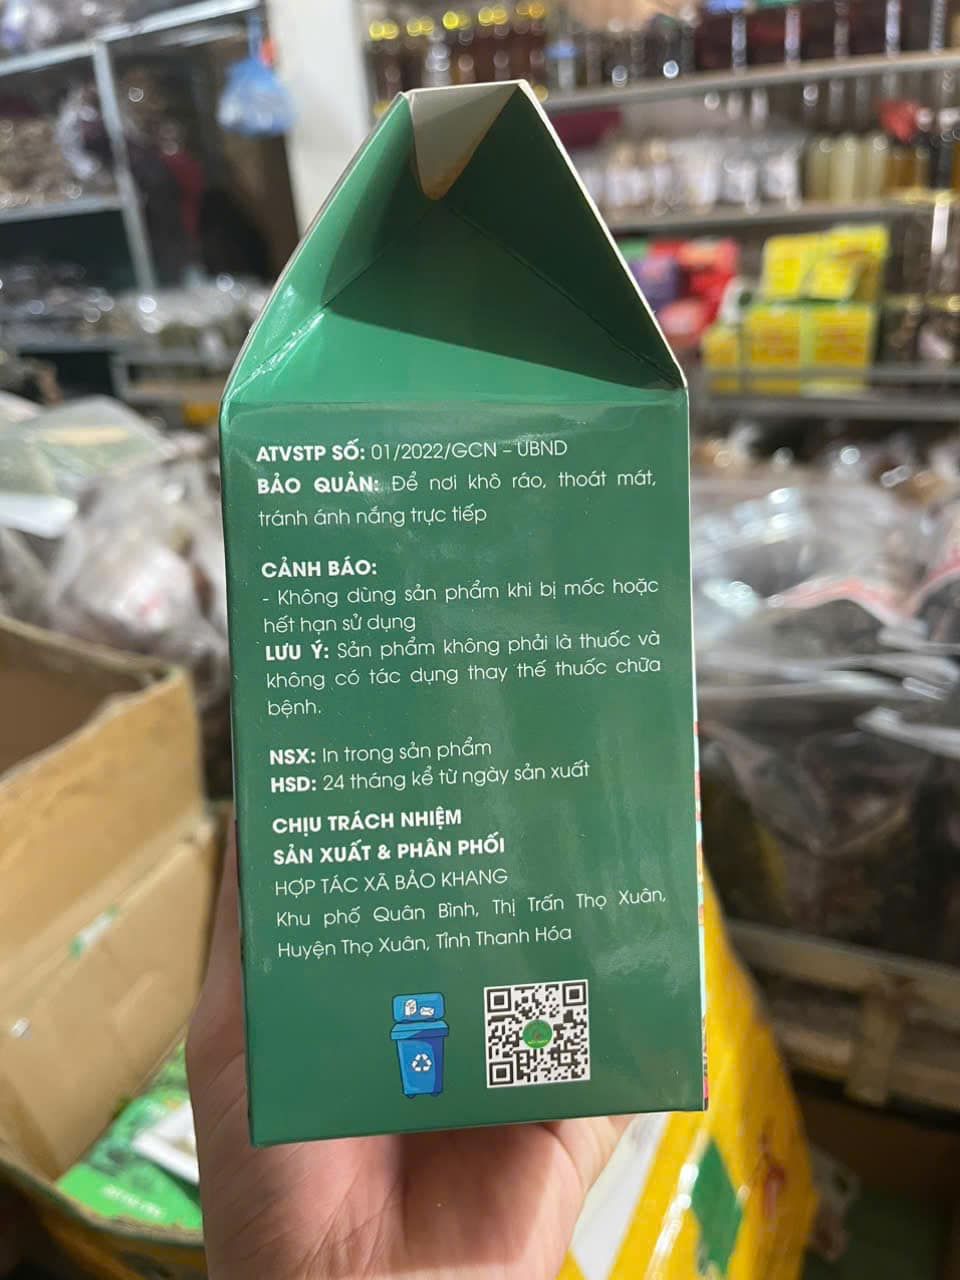 ATVSTP SỐ: 01/2022/GCN – UBND
BẢO QUẢN: Để nơi khô ráo, thoát mát,
tránh ánh nắng trực tiếp
CẢNH BÁO:
- Không dùng sản phẩm khi bị mốc hoặc
hết hạn sử dụng
LƯU Ý: Sản phẩm không phải là thuốc và
không có tác dụng thay thế thuốc chữa
bệnh.
NSX: In trong sản phẩm
HSD: 24 tháng kể từ ngày sản xuất
CHỊU TRÁCH NHIỆM
SẢN XUẤT & PHÂN PHỐI
HỢP TÁC XÃ BẢO KHANG
Khu phố Quân Bình, Thị Trấn Thọ Xuân,
Huyện Thọ Xuân, Tỉnh Thanh Hóa